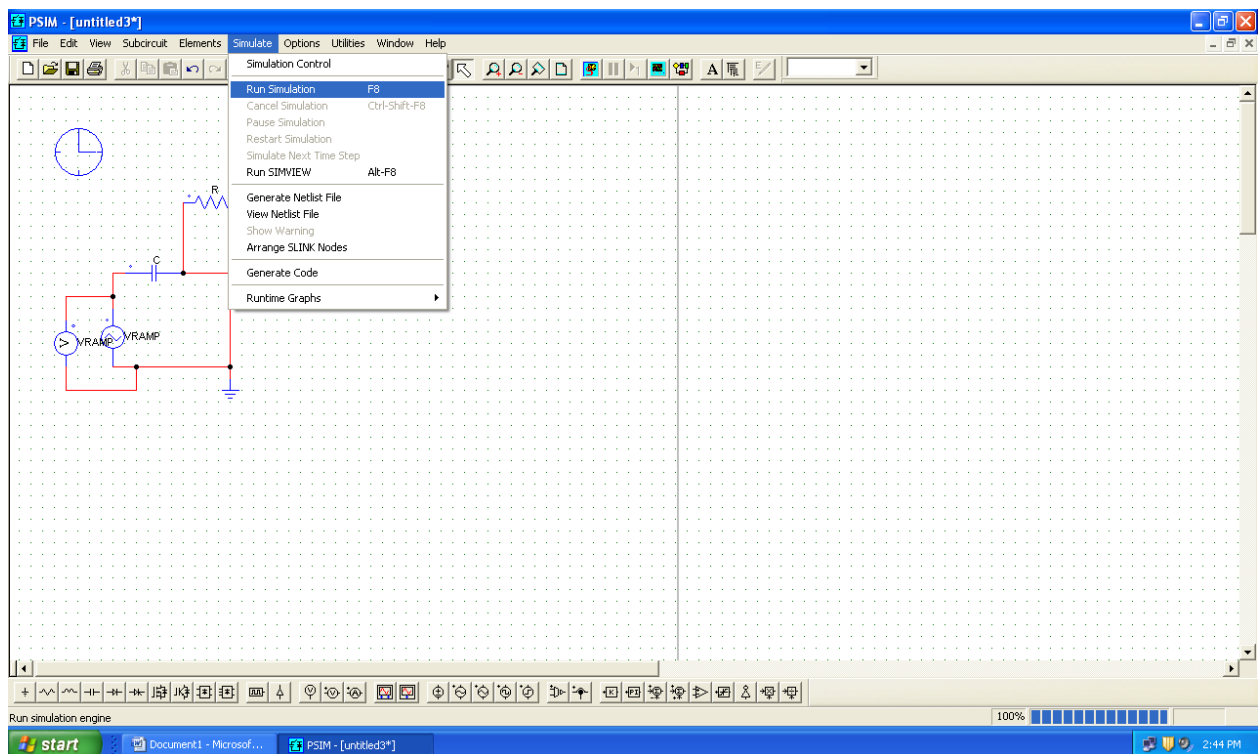 PSIM - [untitled3*]
File Edit View Subcircuit Elements Simulate Options Utilities Window Help
Simulation Control
Run Simulation F8
Cancel Simulation Ctrl-Shift-F8
Pause Simulation
Restart Simulation
Simulate Next Time Step
Run SIMVIEW Alt-F8
Generate Netlist File
View Netlist File
Show Warning
Arrange SLINK Nodes
Generate Code
Runtime Graphs
A
R
C
VRAMP
VRAMP
V
JK
K
PI
Run simulation engine
100%
start
Document1 - Microsof...
PSIM - [untitled3*]
2:44 PM